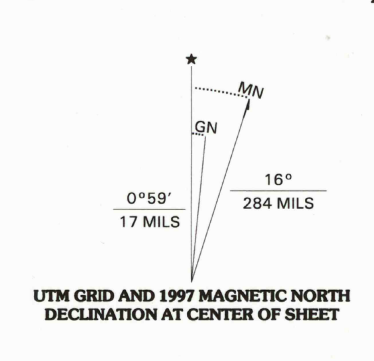 ★
MN
GN
0°59′
17 MILS
16°
284 MILS
UTM GRID AND 1997 MAGNETIC NORTH
DECLINATION AT CENTER OF SHEET